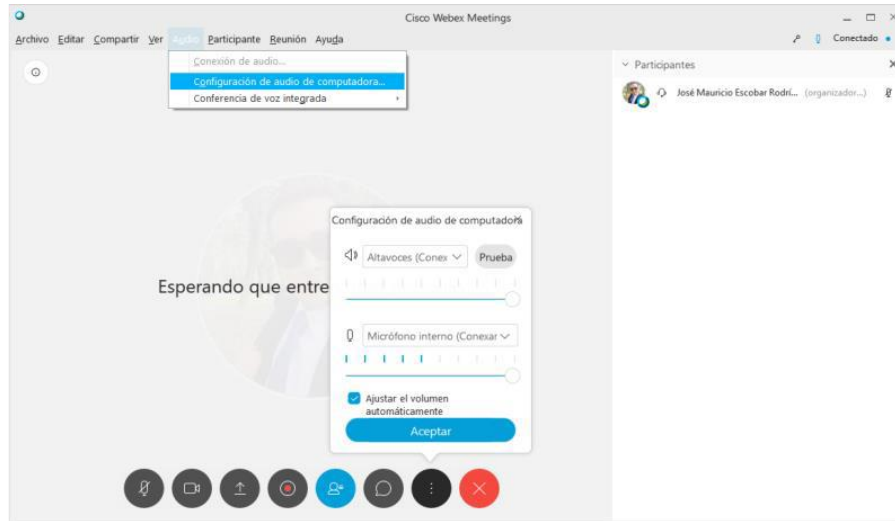 Cisco Webex Meetings
Archivo Editar Compartir Ver Audio Participante Reunión Ayuda
Conectado
Conexión de audio...
Configuración de audio de computadora...
Conferencia de voz integrada
Participantes
José Mauricio Escobar Rodrí... (organizador...)
Esperando que entre
Configuración de audio de computadora
Altavoces (Conex
Prueba
Micrófono interno (Conexar
Ajustar el volumen
automáticamente
Aceptar